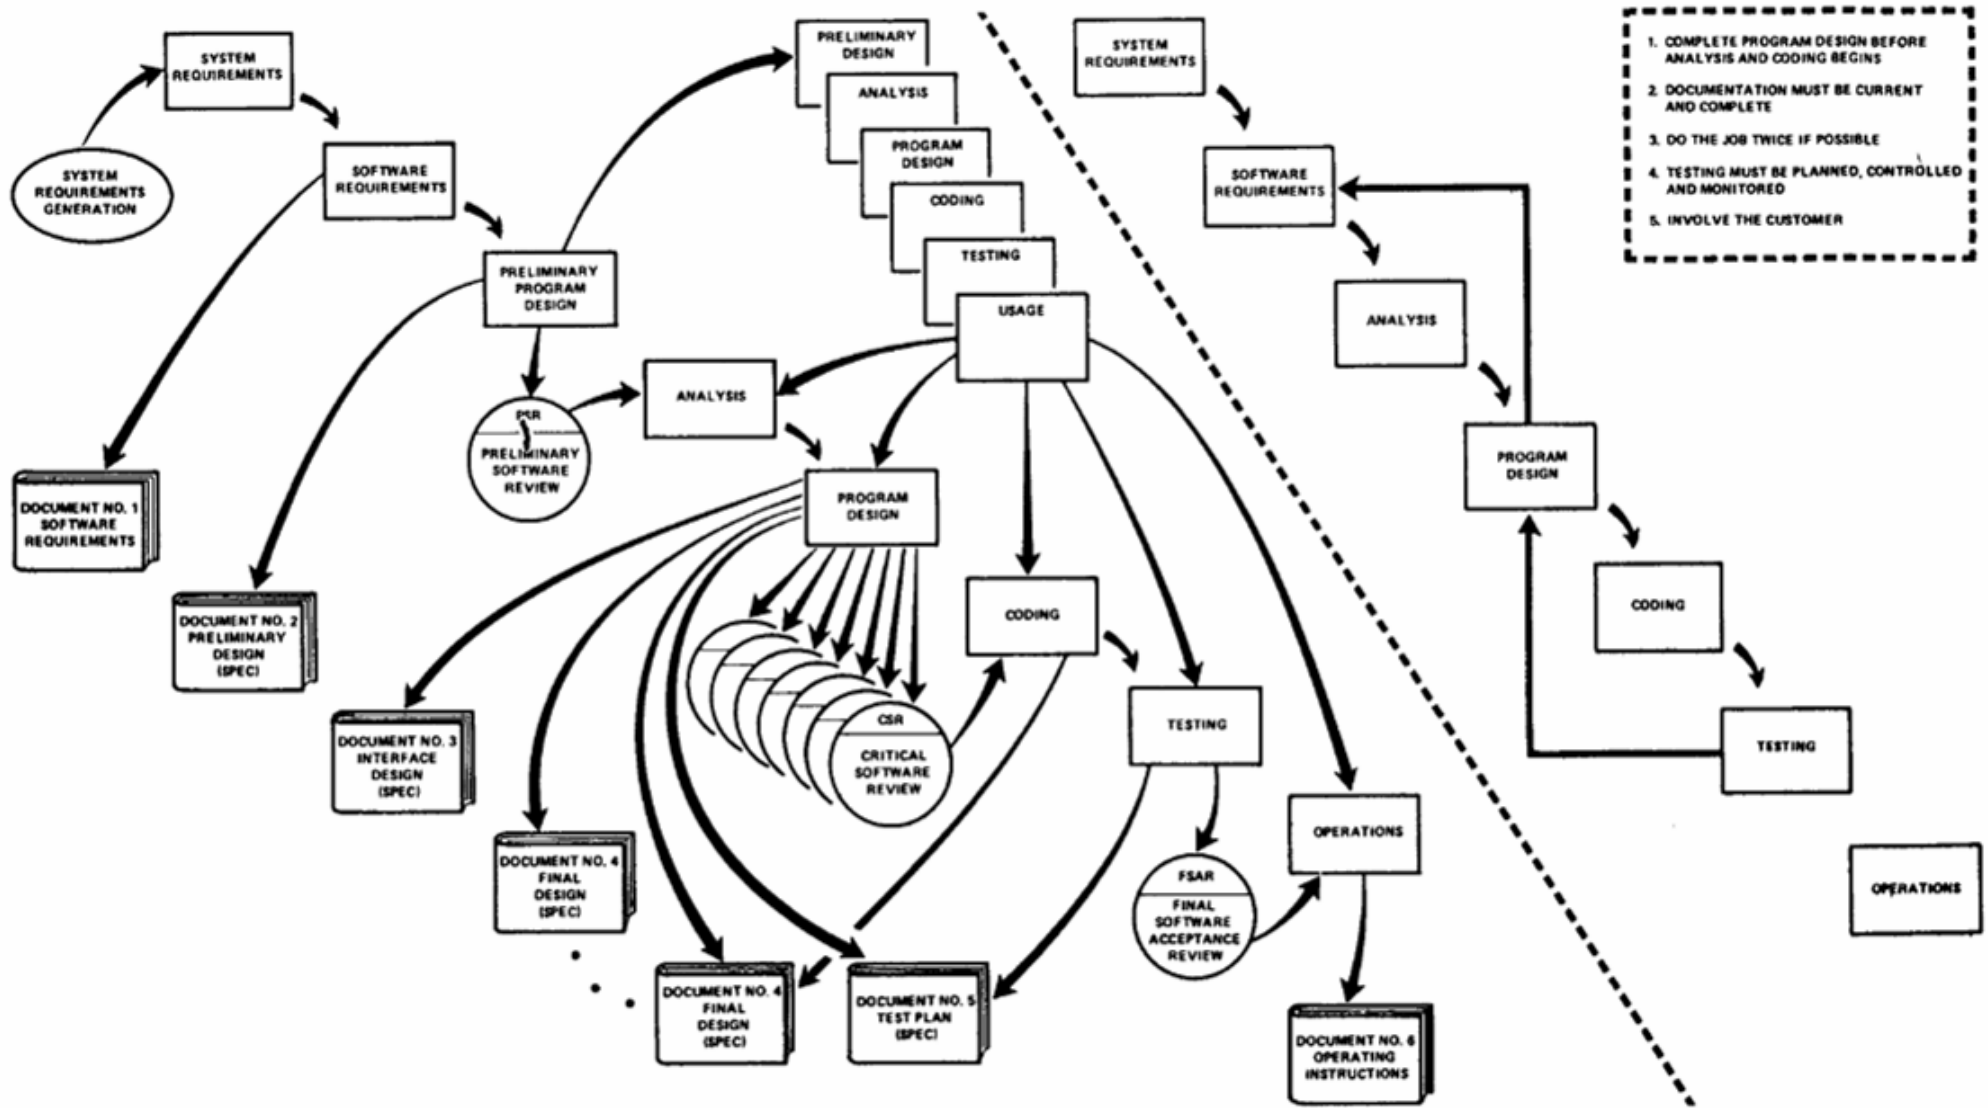 SYSTEM
REQUIREMENTS
SYSTEM
REQUIREMENTS
GENERATION
SOFTWARE
REQUIREMENTS
PRELIMINARY
PROGRAM
DESIGN
PRELIMINARY
DESIGN
ANALYSIS
PROGRAM
DESIGN
CODING
TESTING
USAGE
PSR
PRELIMINARY
SOFTWARE
REVIEW
ANALYSIS
PROGRAM
DESIGN
CSR
CRITICAL
SOFTWARE
REVIEW
CODING
TESTING
FSAR
FINAL
SOFTWARE
ACCEPTANCE
REVIEW
OPERATIONS
DOCUMENT NO. 1
SOFTWARE
REQUIREMENTS
DOCUMENT NO. 2
PRELIMINARY
DESIGN
(SPEC)
DOCUMENT NO. 3
INTERFACE
DESIGN
(SPEC)
DOCUMENT NO. 4
FINAL
DESIGN
(SPEC)
DOCUMENT NO. 4
FINAL
DESIGN
(SPEC)
DOCUMENT NO. 5
TEST PLAN
(SPEC)
DOCUMENT NO. 6
OPERATING
INSTRUCTIONS
SYSTEM
REQUIREMENTS
SOFTWARE
REQUIREMENTS
ANALYSIS
PROGRAM
DESIGN
CODING
TESTING
OPERATIONS
1. COMPLETE PROGRAM DESIGN BEFORE
ANALYSIS AND CODING BEGINS
2. DOCUMENTATION MUST BE CURRENT
AND COMPLETE
3. DO THE JOB TWICE IF POSSIBLE
4. TESTING MUST BE PLANNED, CONTROLLED
AND MONITORED
5. INVOLVE THE CUSTOMER